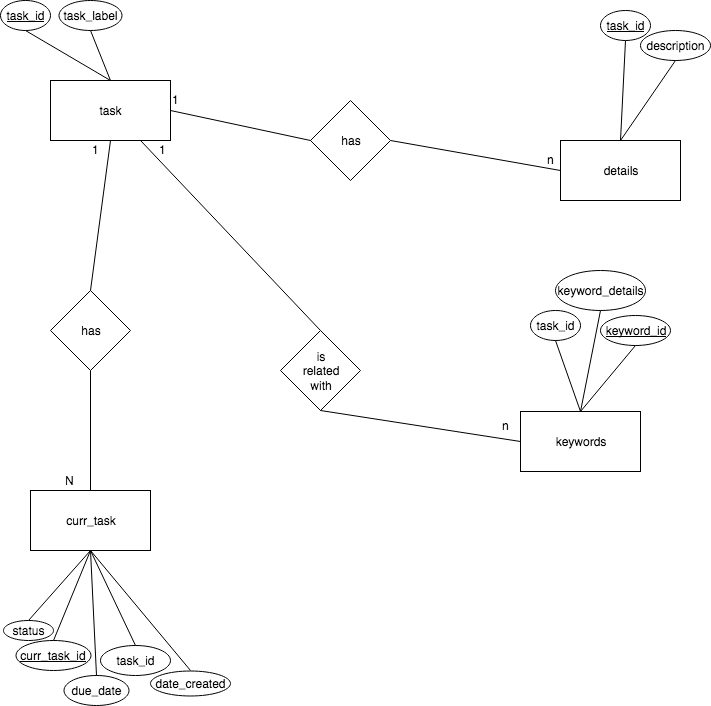 task_id
task_label
task_id
description
task
1
has
n
details
1
1
keyword_details
task_id
keyword_id
has
is
related
with
n
keywords
N
curr_task
status
curr_task_id
task_id
date_created
due_date